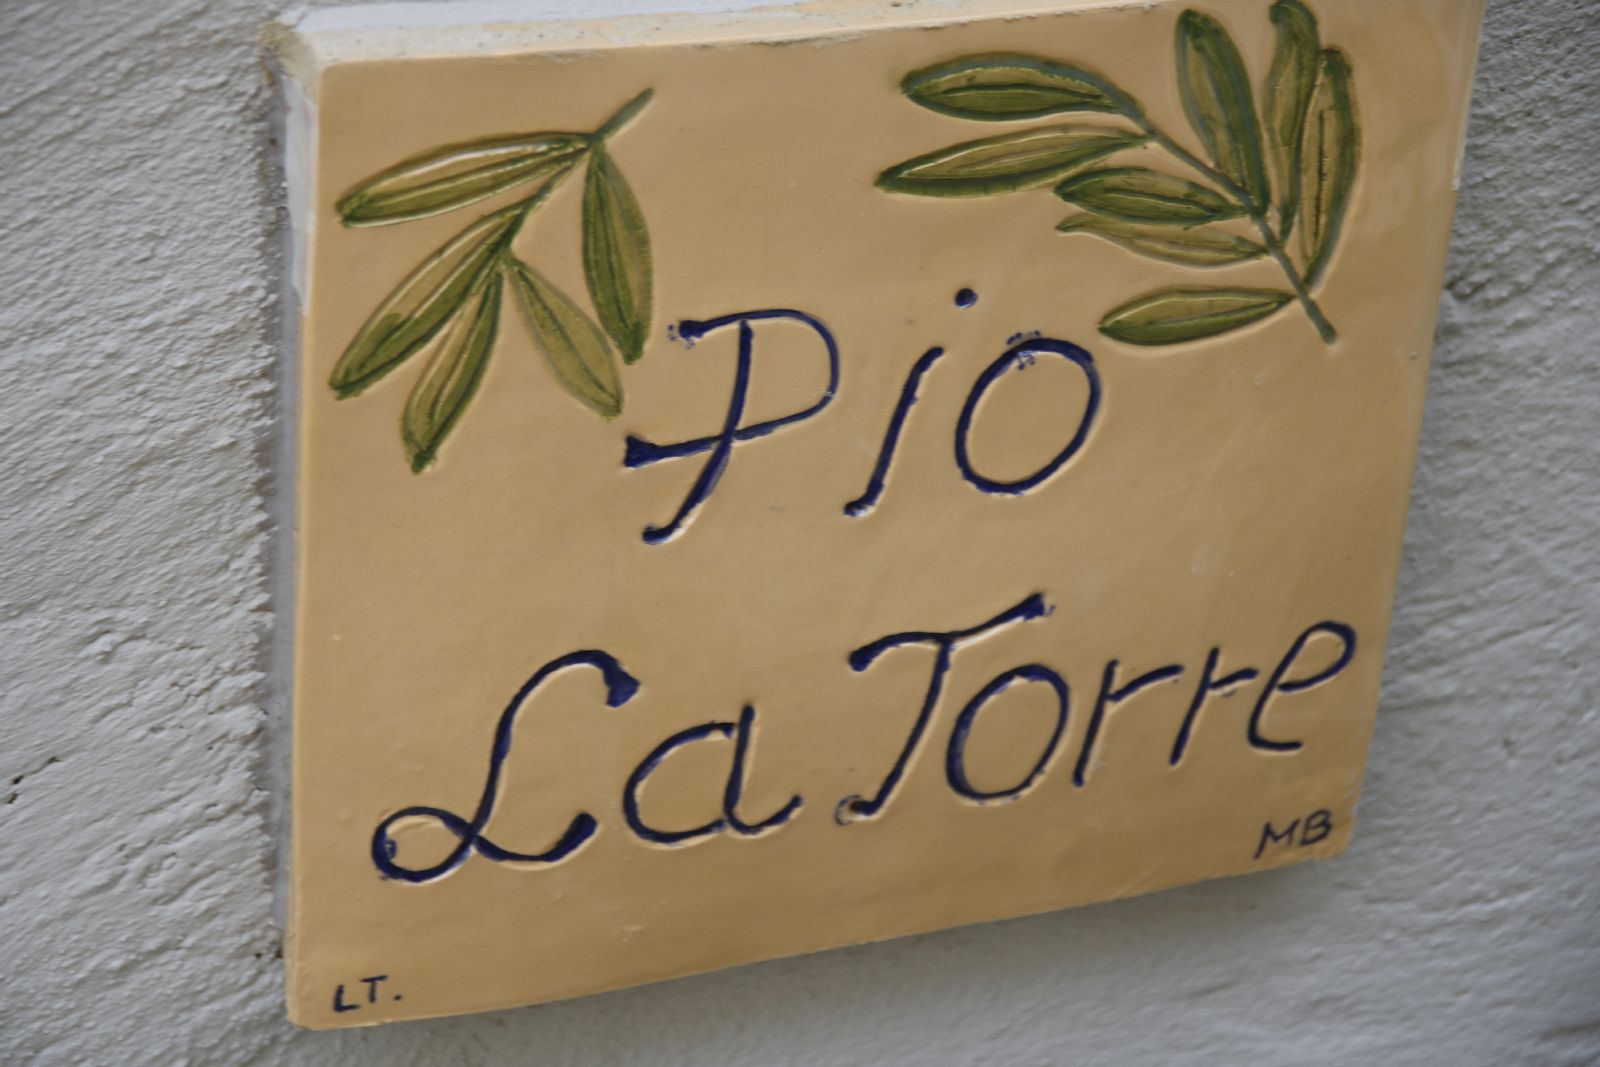 Pio
La Torre
MB
LT.